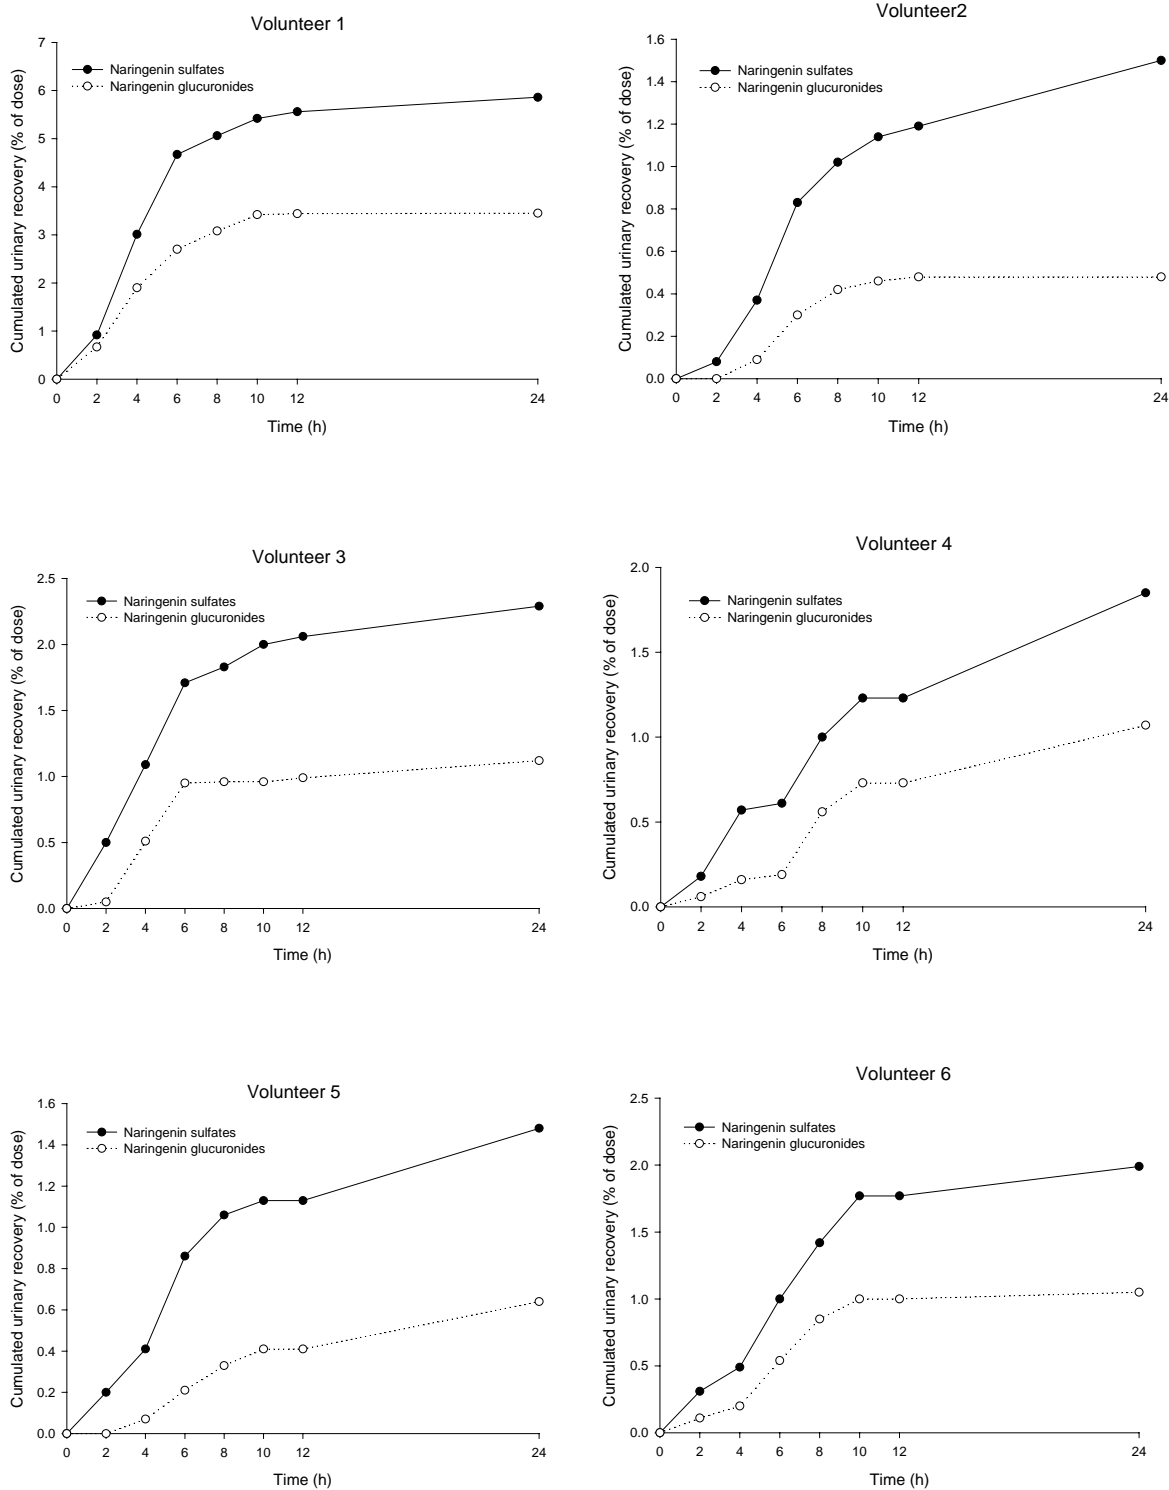 Volunteer 1
Cumulated urinary recovery (% of dose)
7
6
5
4
3
2
1
0
Naringenin sulfates
Naringenin glucuronides
0 2 4 6 8 10 12 24
Time (h)
Volunteer2
Cumulated urinary recovery (% of dose)
1.6
1.4
1.2
1.0
0.8
0.6
0.4
0.2
0.0
Naringenin sulfates
Naringenin glucuronides
0 2 4 6 8 10 12 24
Time (h)
Volunteer 3
Cumulated urinary recovery (% of dose)
2.5
2.0
1.5
1.0
0.5
0.0
Naringenin sulfates
Naringenin glucuronides
0 2 4 6 8 10 12 24
Time (h)
Volunteer 4
Cumulated urinary recovery (% of dose)
2.0
1.5
1.0
0.5
0.0
Naringenin sulfates
Naringenin glucuronides
0 2 4 6 8 10 12 24
Time (h)
Volunteer 5
Cumulated urinary recovery (% of dose)
1.6
1.4
1.2
1.0
0.8
0.6
0.4
0.2
0.0
Naringenin sulfates
Naringenin glucuronides
0 2 4 6 8 10 12 24
Time (h)
Volunteer 6
Cumulated urinary recovery (% of dose)
2.5
2.0
1.5
1.0
0.5
0.0
Naringenin sulfates
Naringenin glucuronides
0 2 4 6 8 10 12 24
Time (h)